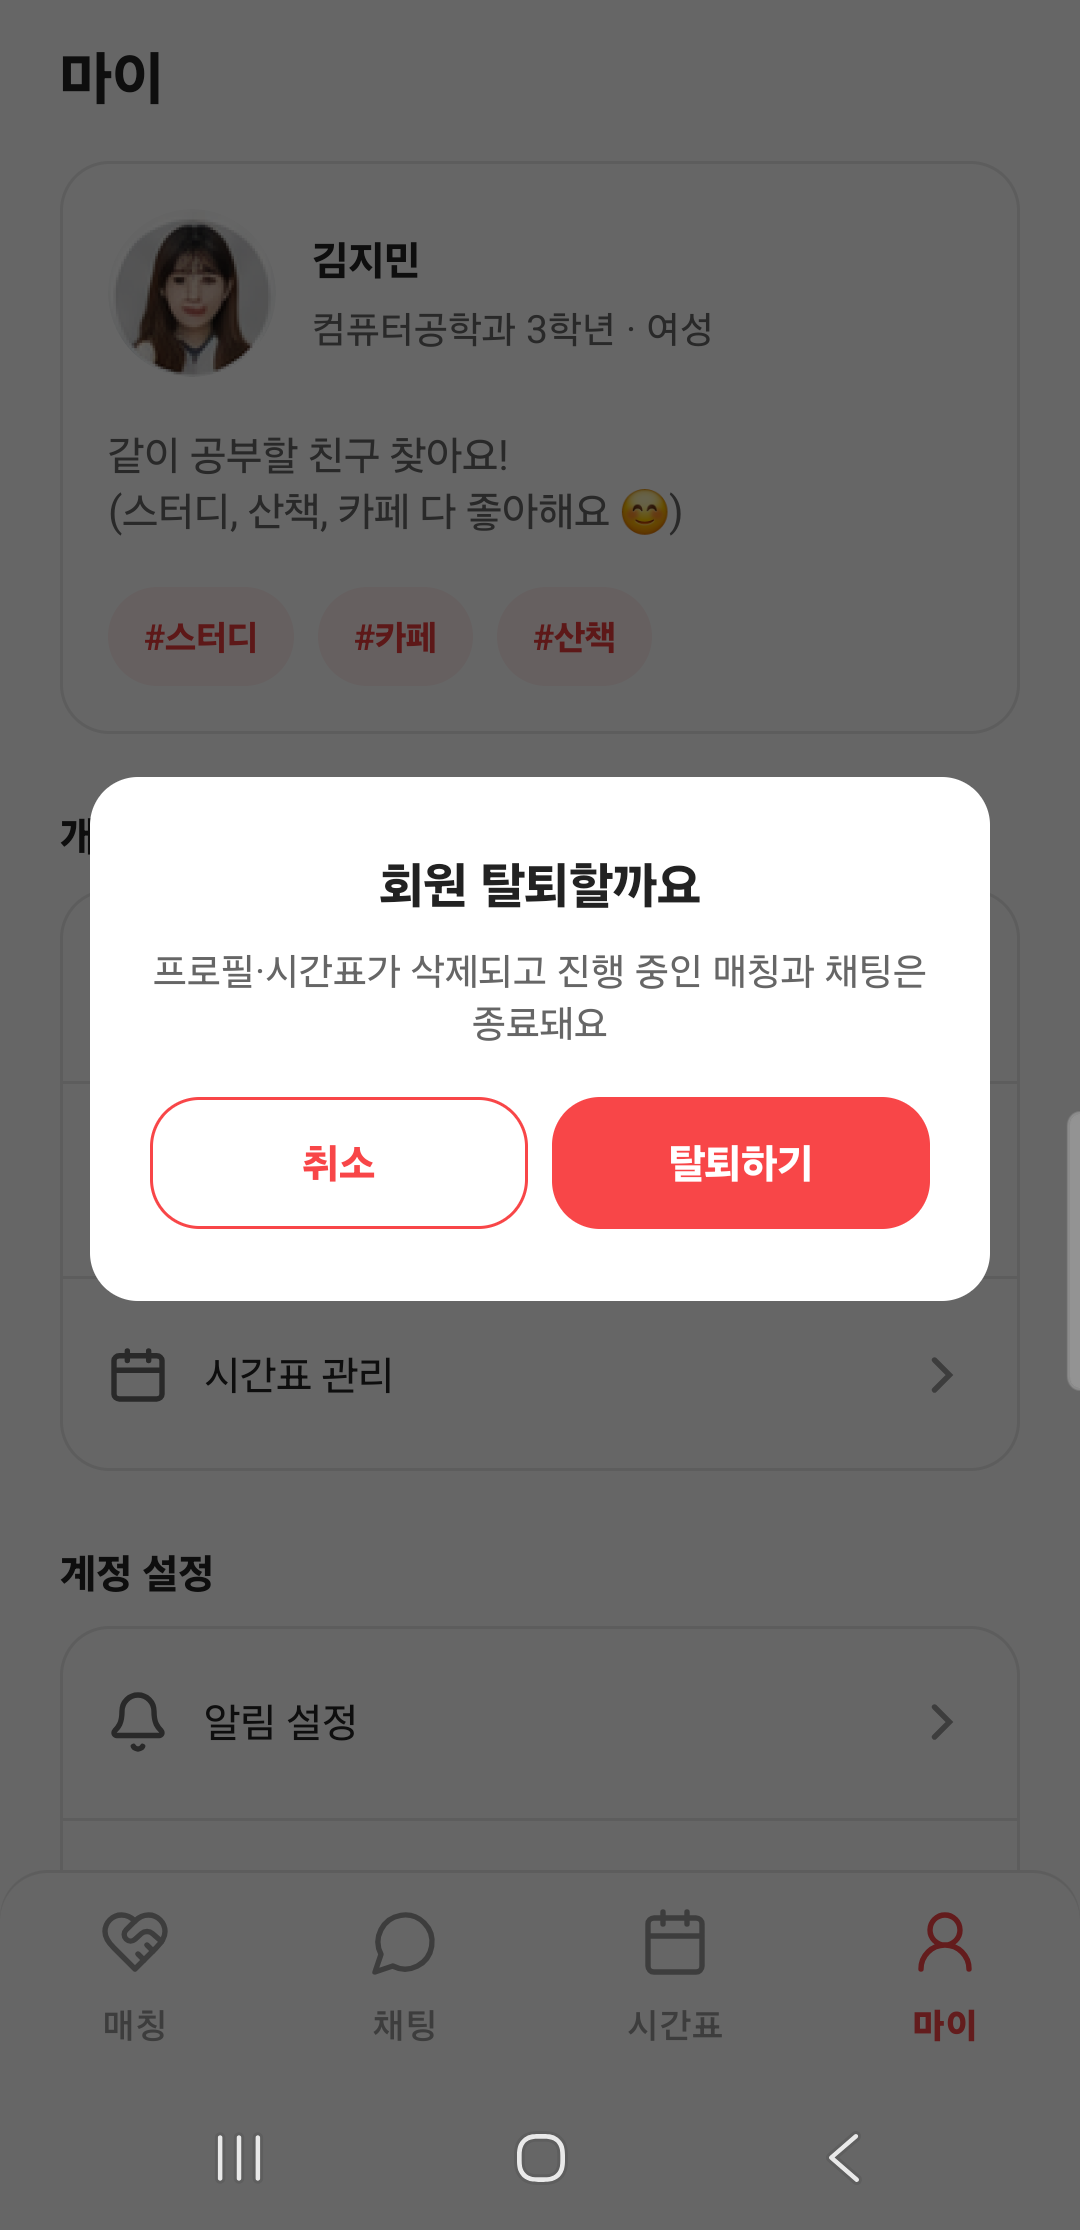 마이
김지민
컴퓨터공학과 3학년 · 여성
같이 공부할 친구 찾아요!
(스터디, 산책, 카페 다 좋아해요 😊)
#스터디 #카페 #산책
개
회원 탈퇴할까요
프로필·시간표가 삭제되고 진행 중인 매칭과 채팅은
종료돼요
취소 탈퇴하기
시간표 관리
계정 설정
알림 설정
매칭 채팅 시간표 마이